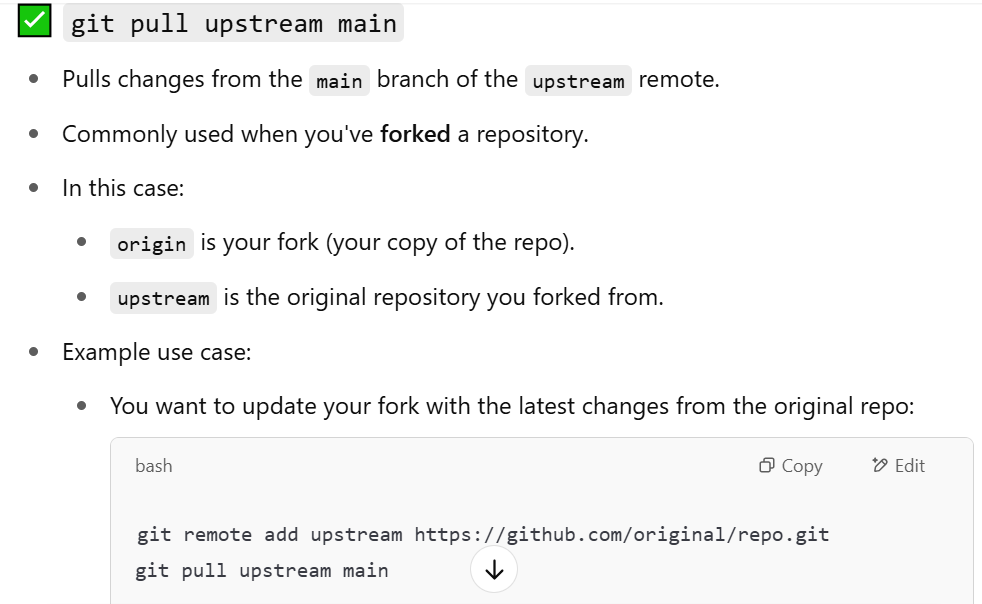 git pull upstream main
Pulls changes from the main branch of the upstream remote.
Commonly used when you've forked a repository.
In this case:
origin is your fork (your copy of the repo).
upstream is the original repository you forked from.
Example use case:
You want to update your fork with the latest changes from the original repo:
bash Copy Edit
git remote add upstream https://github.com/original/repo.git
git pull upstream main